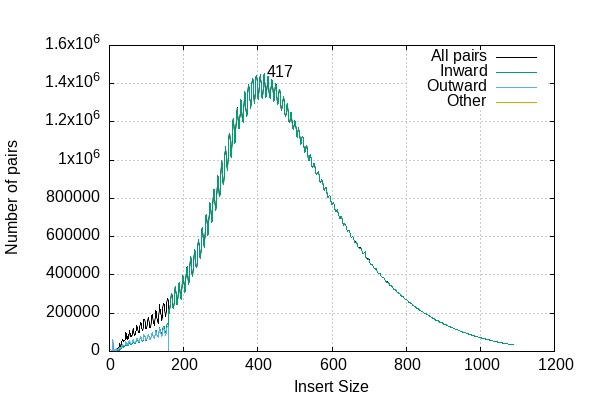 1.6x10^6
1.4x10^6
1.2x10^6
1x10^6
800000
600000
400000
200000
0
Number of pairs
417
All pairs
Inward
Outward
Other
0 200 400 600 800 1000 1200
Insert Size